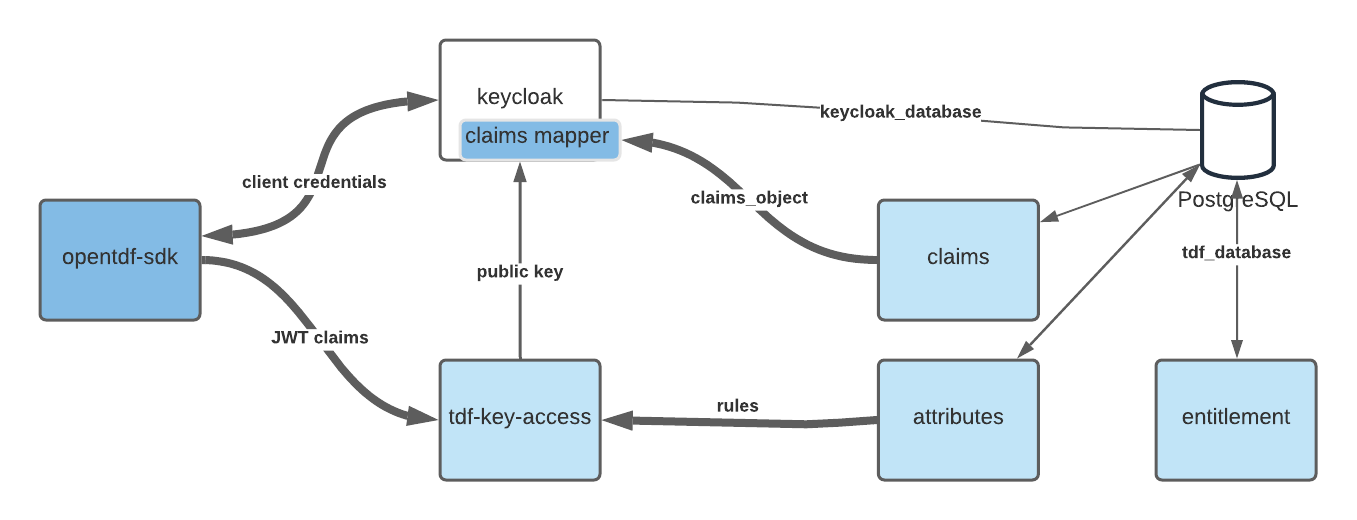 keycloak
claims mapper
keycloak_database
client credentials
claims_object
PostgreSQL
opentdf-sdk
claims
tdf_database
public key
JWT claims
rules
tdf-key-access
attributes
entitlement